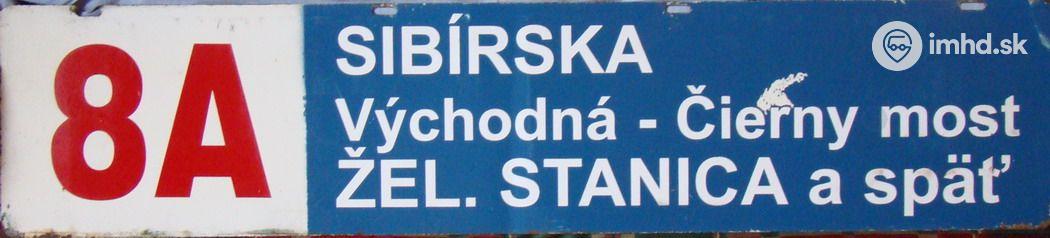 8A
SIBÍRSKA
Východná - Čierny most
ŽEL. STANICA a späť
imhd.sk